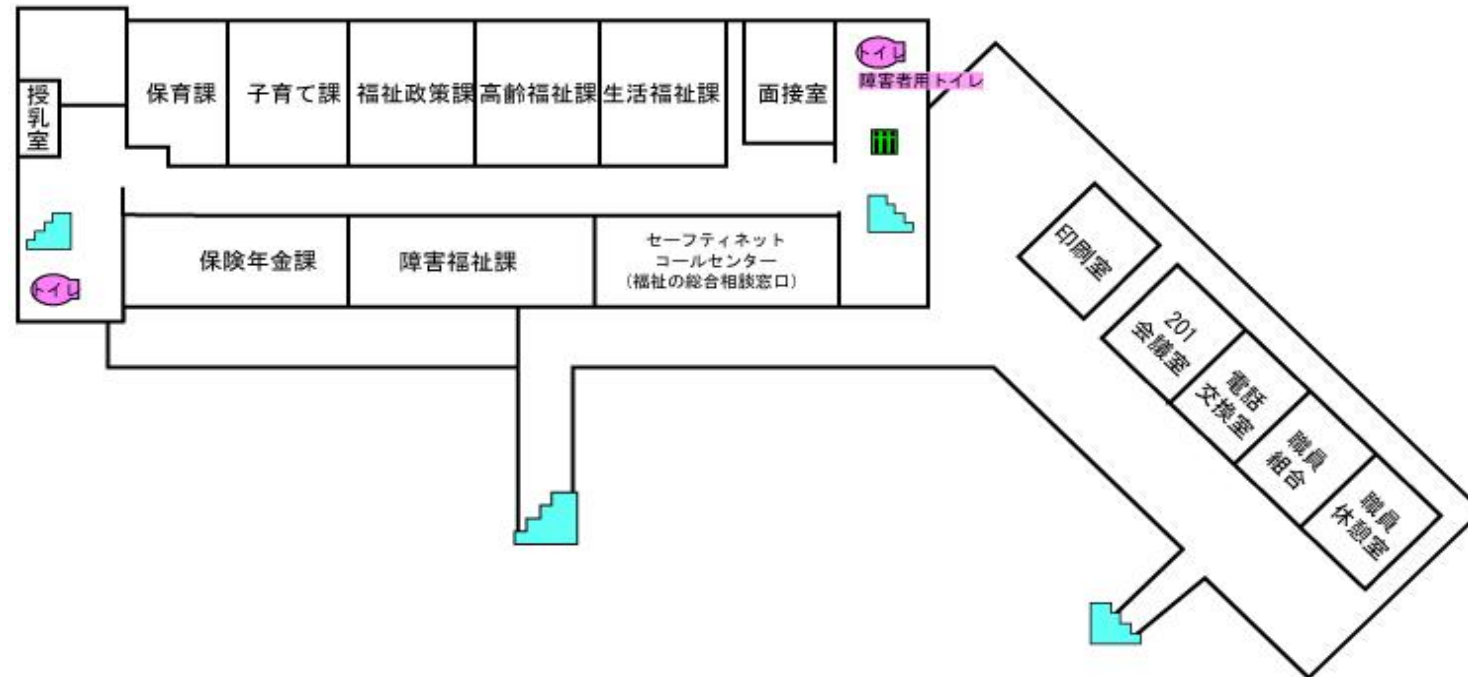 トイレ
障害者用トイレ
授乳室
保育課
子育て課
福祉政策課
高齢福祉課
生活福祉課
面接室
保険年金課
障害福祉課
セーフティネット
コールセンター
(福祉の総合相談窓口)
トイレ
印刷室
201
会議室
電話
交換室
職員
組合
職員
休憩室